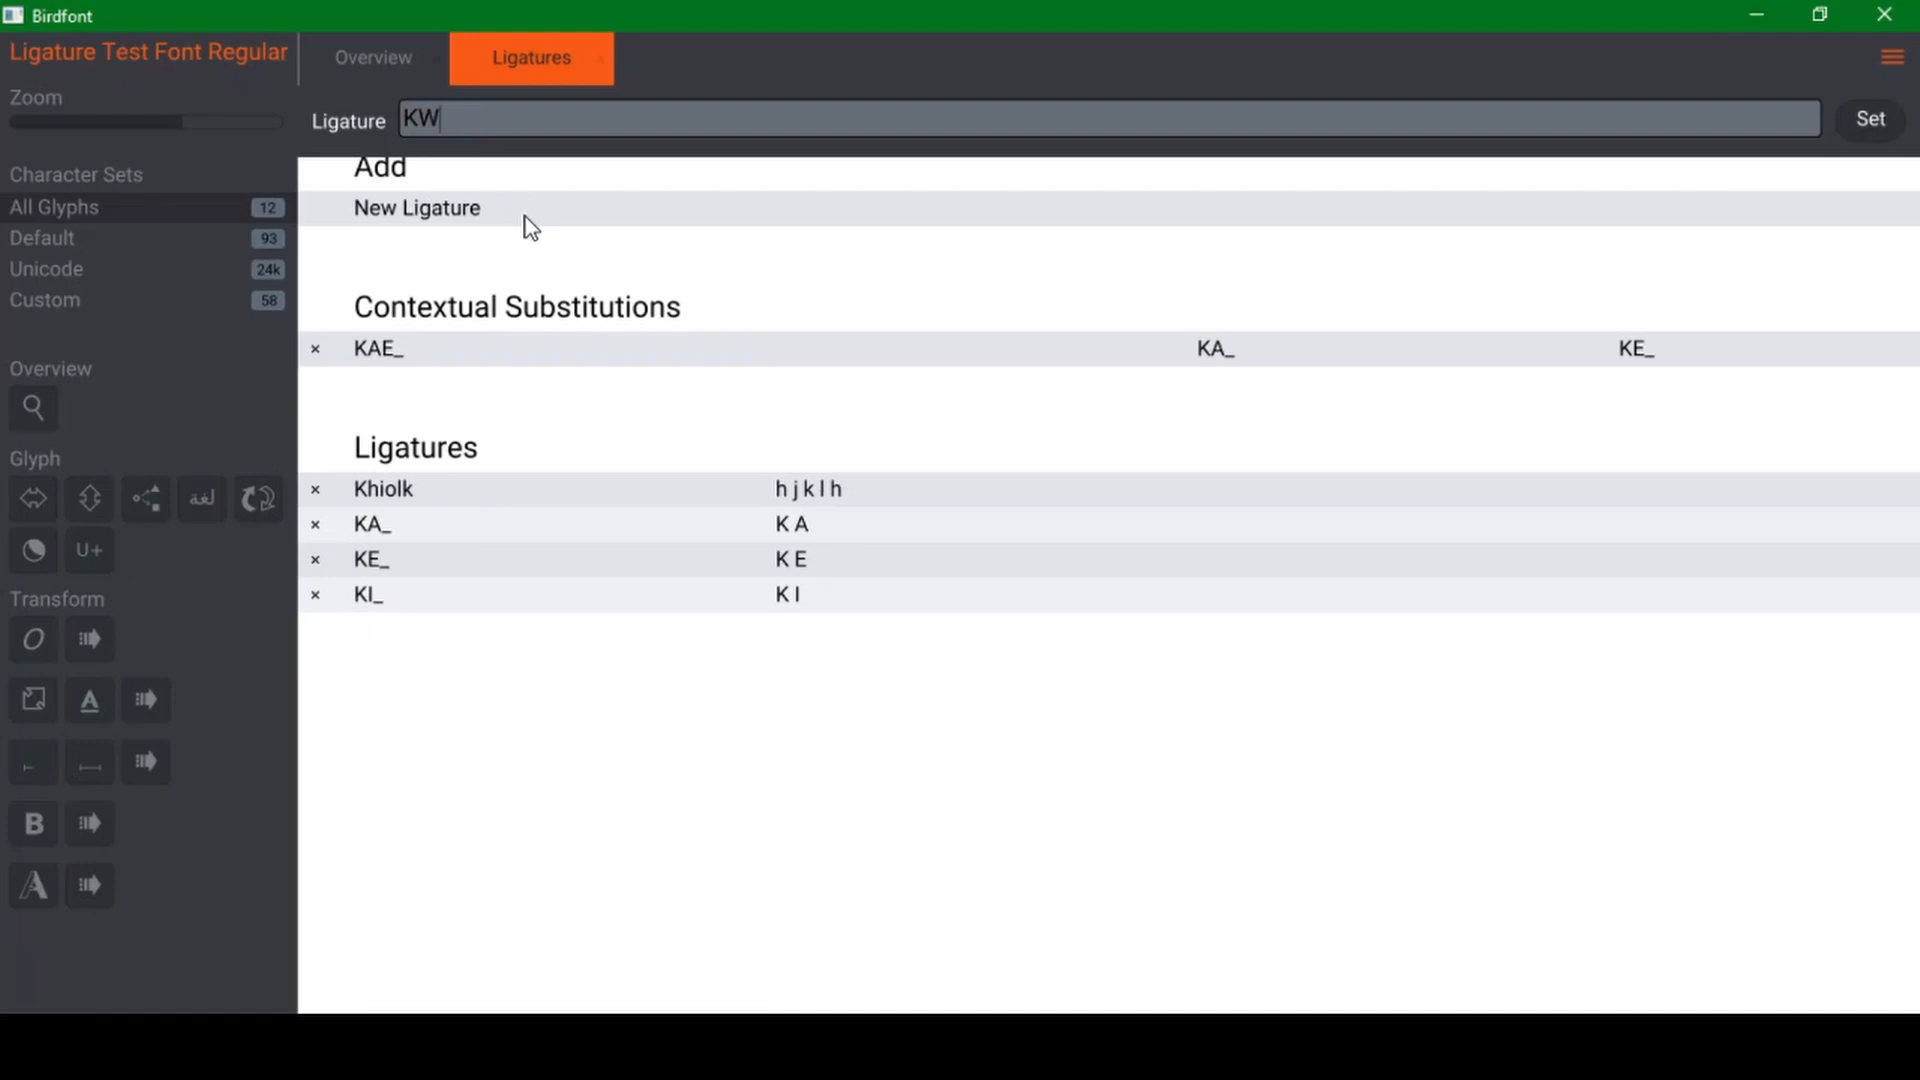 Birdfont
Ligature Test Font Regular
Overview
Ligatures
Zoom
Ligature
KW
Set
Character Sets
All Glyphs 12
Default 93
Unicode 24k
Custom 58
Overview
Glyph
لغة
U+
Transform
O
A
B
A
Add
New Ligature
Contextual Substitutions
× KAE_ KA_ KE_
Ligatures
× Khiolk h j k l h
× KA_ K A
× KE_ K E
× KI_ K I